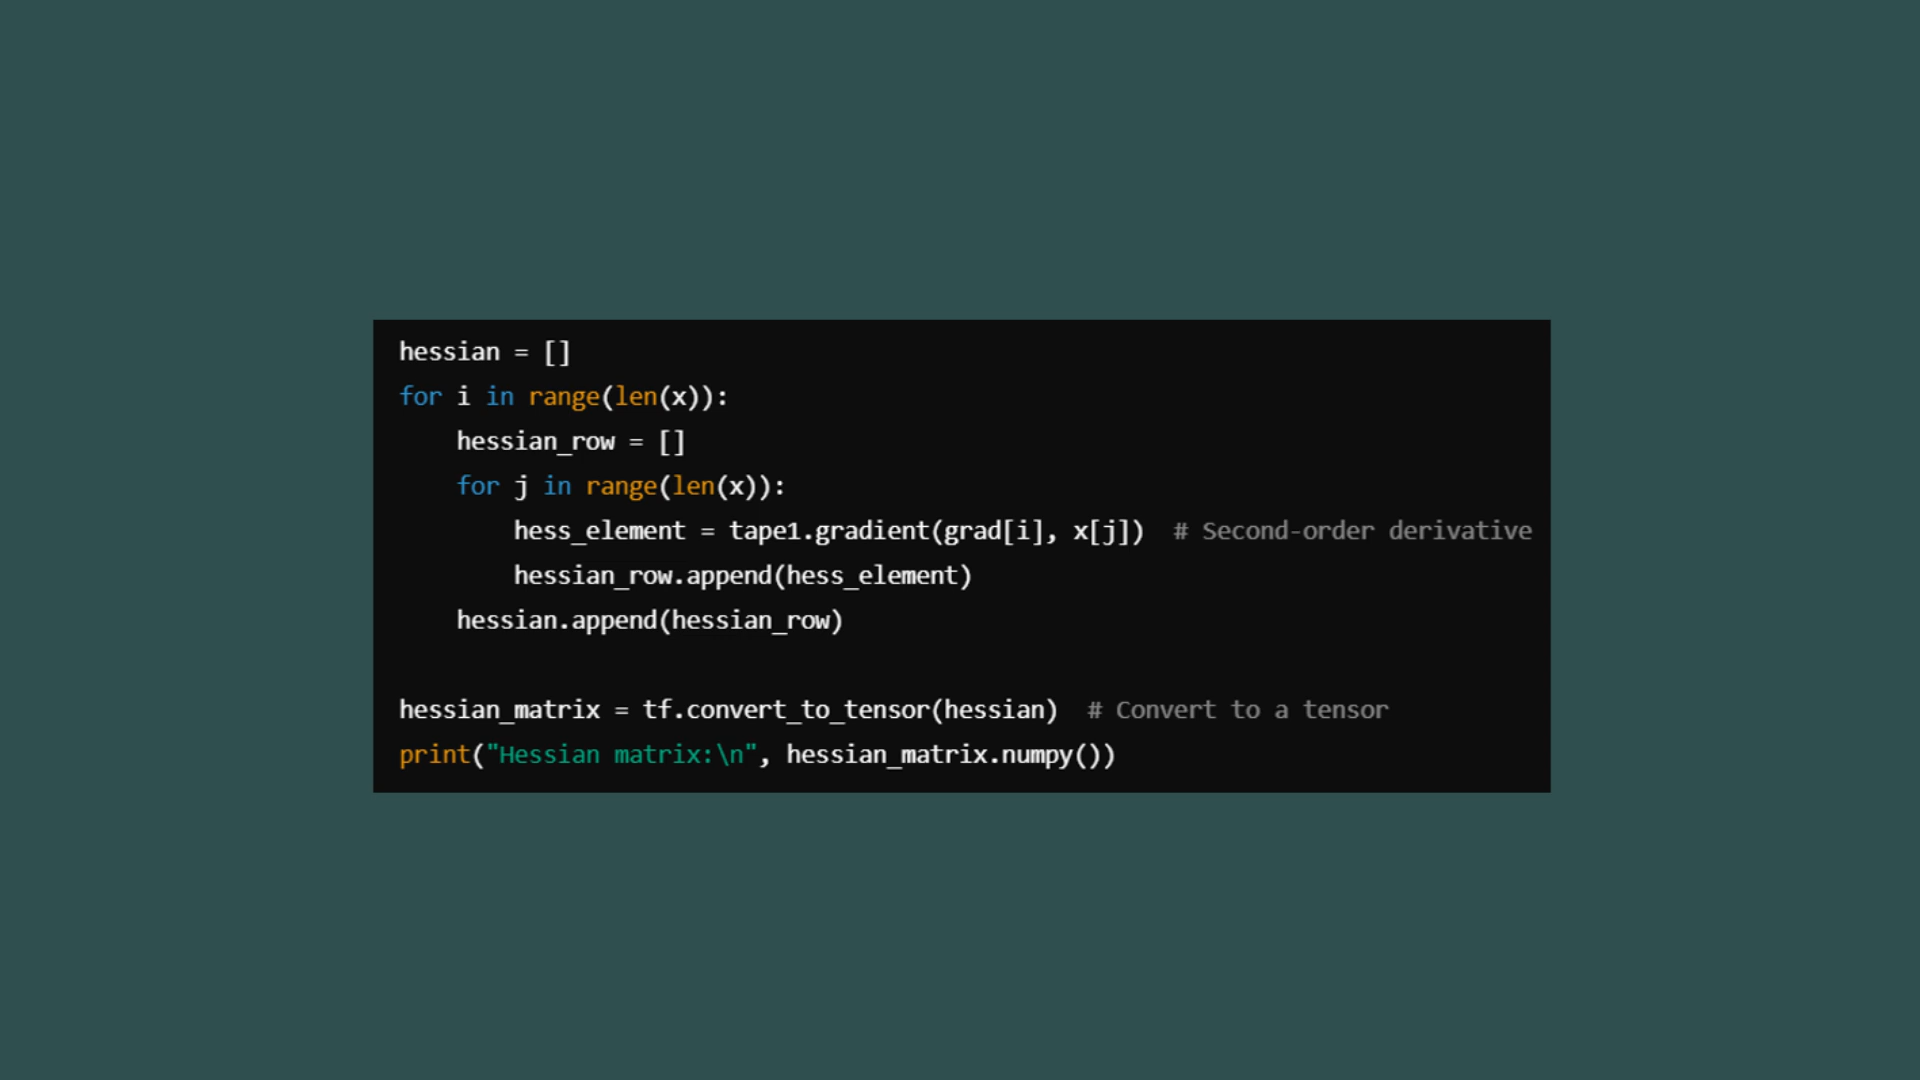 hessian = []
for i in range(len(x)):
    hessian_row = []
    for j in range(len(x)):
        hess_element = tape1.gradient(grad[i], x[j])  # Second-order derivative
        hessian_row.append(hess_element)
    hessian.append(hessian_row)

hessian_matrix = tf.convert_to_tensor(hessian)  # Convert to a tensor
print("Hessian matrix:\n", hessian_matrix.numpy())